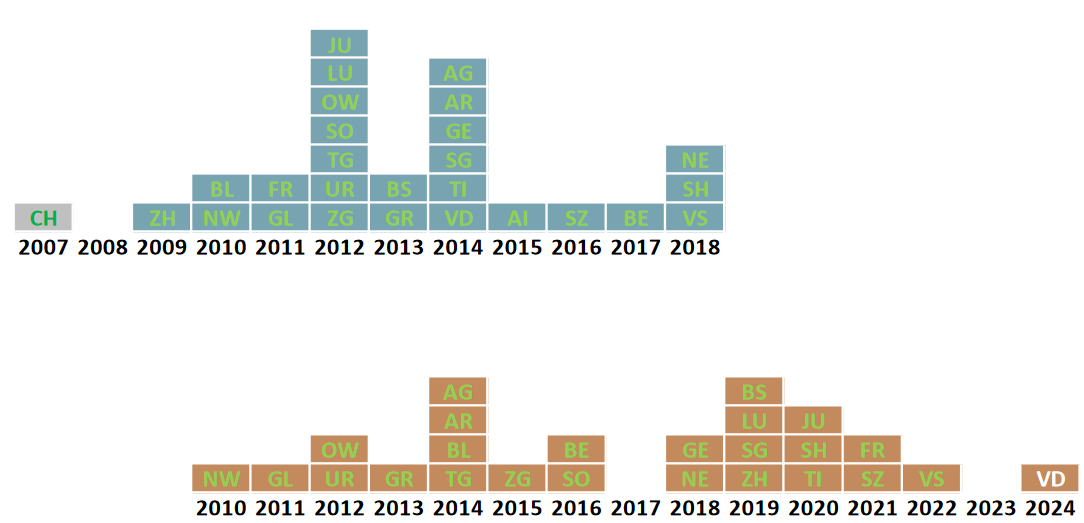 JU
LU AG
OW AR
SO GE
TG SG NE
BL FR UR BS TI SH
CH ZH NW GL ZG GR VD AI SZ BE VS
2007 2008 2009 2010 2011 2012 2013 2014 2015 2016 2017 2018
AG BS
AR LU JU
OW BL BE GE SG SH FR
NW GL UR GR TG ZG SO NE ZH TI SZ VS VD
2010 2011 2012 2013 2014 2015 2016 2017 2018 2019 2020 2021 2022 2023 2024